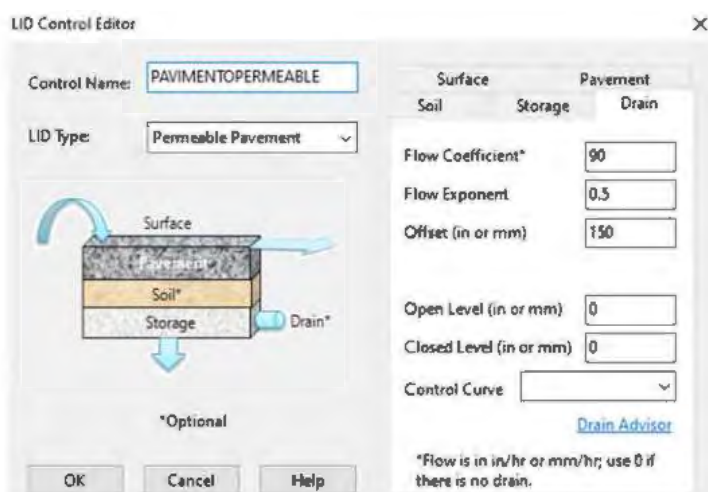 LID Control Editor
Control Name: PAVIMENTOPERMEABLE
LID Type: Permeable Pavement
Surface
Pavement
Soil*
Storage
Drain*
*Optional
OK Cancel Help
Surface Pavement
Soil Storage Drain
Flow Coefficient* 90
Flow Exponent 0.5
Offset (in or mm) 150
Open Level (in or mm) 0
Closed Level (in or mm) 0
Control Curve
Drain Advisor
*Flow is in in/hr or mm/hr; use 0 if
there is no drain.